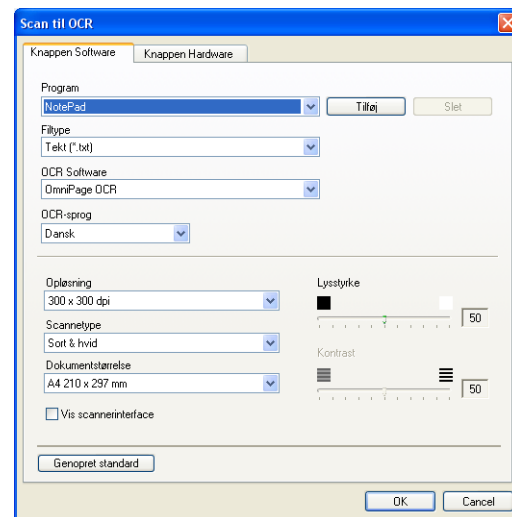 Scan til OCR
Knappen Software
Knappen Hardware
Program
NotePad
Tilføj
Slet
Filtype
Tekt (*.txt)
OCR Software
OmniPage OCR
OCR-sprog
Dansk
Opløsning
300 x 300 dpi
Scannetype
Sort & hvid
Dokumentstørrelse
A4 210 x 297 mm
Vis scannerinterface
Lysstyrke
50
Kontrast
50
Genopret standard
OK
Cancel